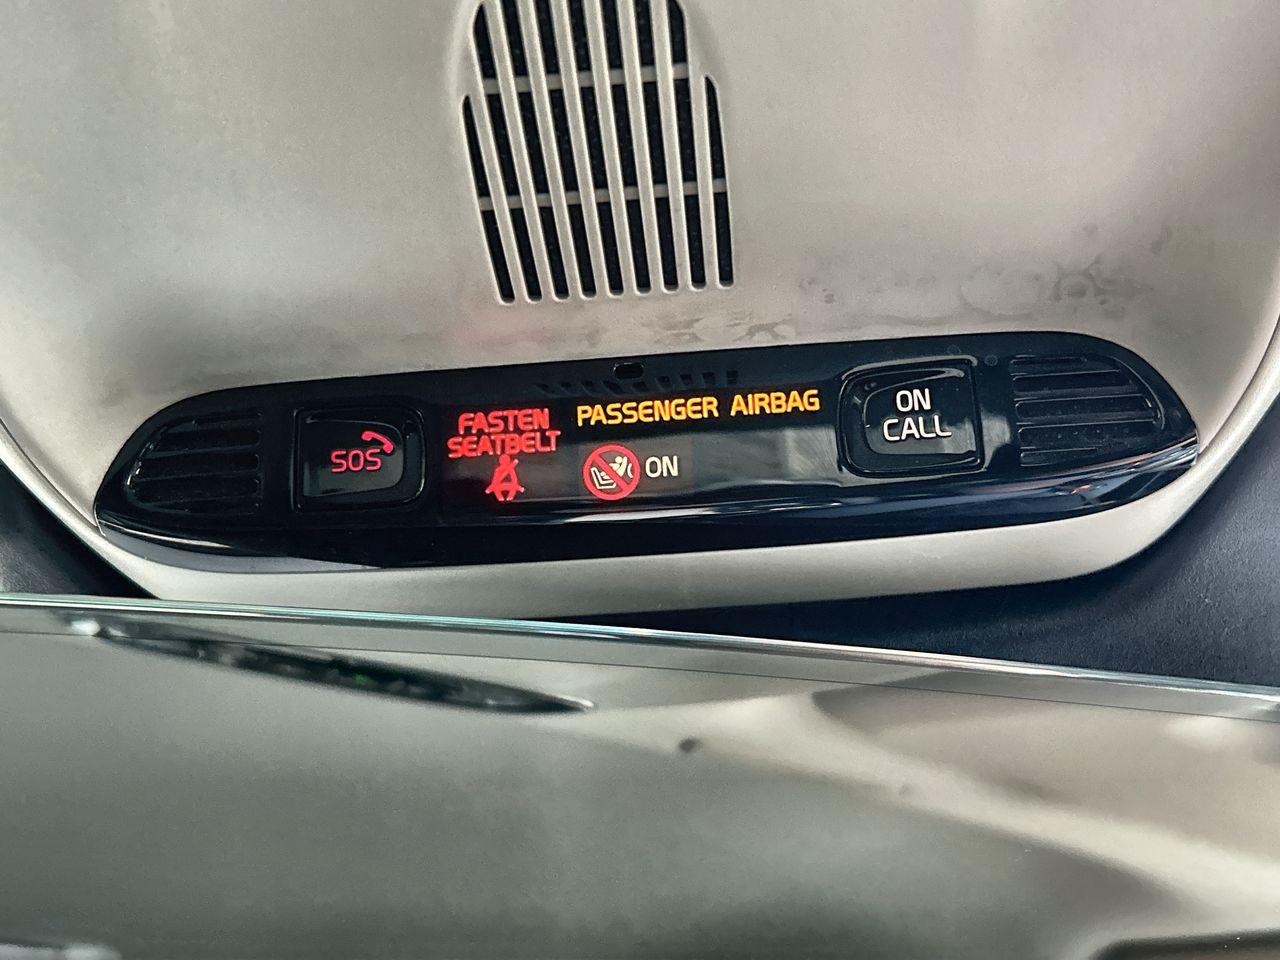 SOS
FASTEN
SEATBELT
PASSENGER AIRBAG
ON
ON
CALL